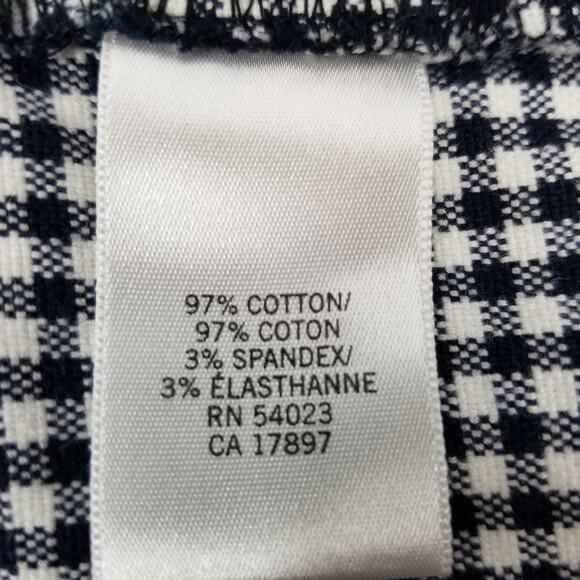 97% COTTON/
97% COTON
3% SPANDEX/
3% ÉLASTHANNE
RN 54023
CA 17897